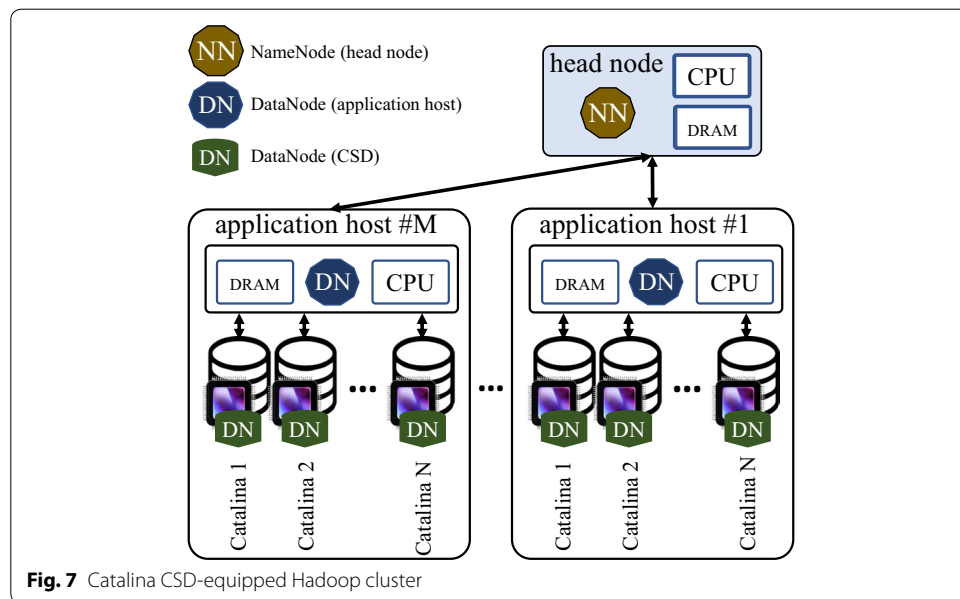 NN NameNode (head node)
DN DataNode (application host)
DN DataNode (CSD)
head node
NN
CPU
DRAM
application host #M
DRAM DN CPU
... ...
DN DN DN
Catalina 1
Catalina 2
Catalina N
application host #1
DRAM DN CPU
...
DN DN DN
Catalina 1
Catalina 2
Catalina N
Fig. 7 Catalina CSD-equipped Hadoop cluster